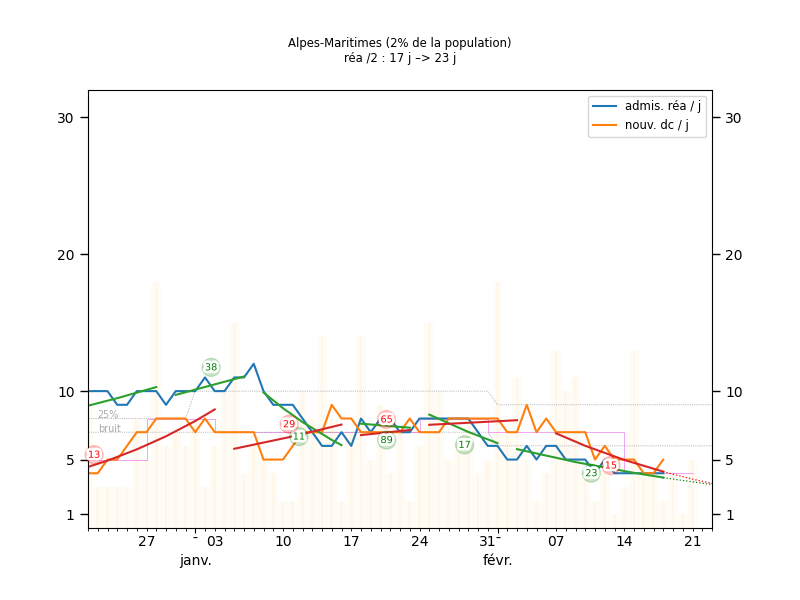 Alpes-Maritimes (2% de la population)
réa /2 : 17 j –> 23 j
admis. réa / j
nouv. dc / j
30 30
20 20
10 10
5 5
1 1
25%
bruit
13
38
29
11
65
89
17
23
15
27 03 10 17 24 31 07 14 21
janv. févr.